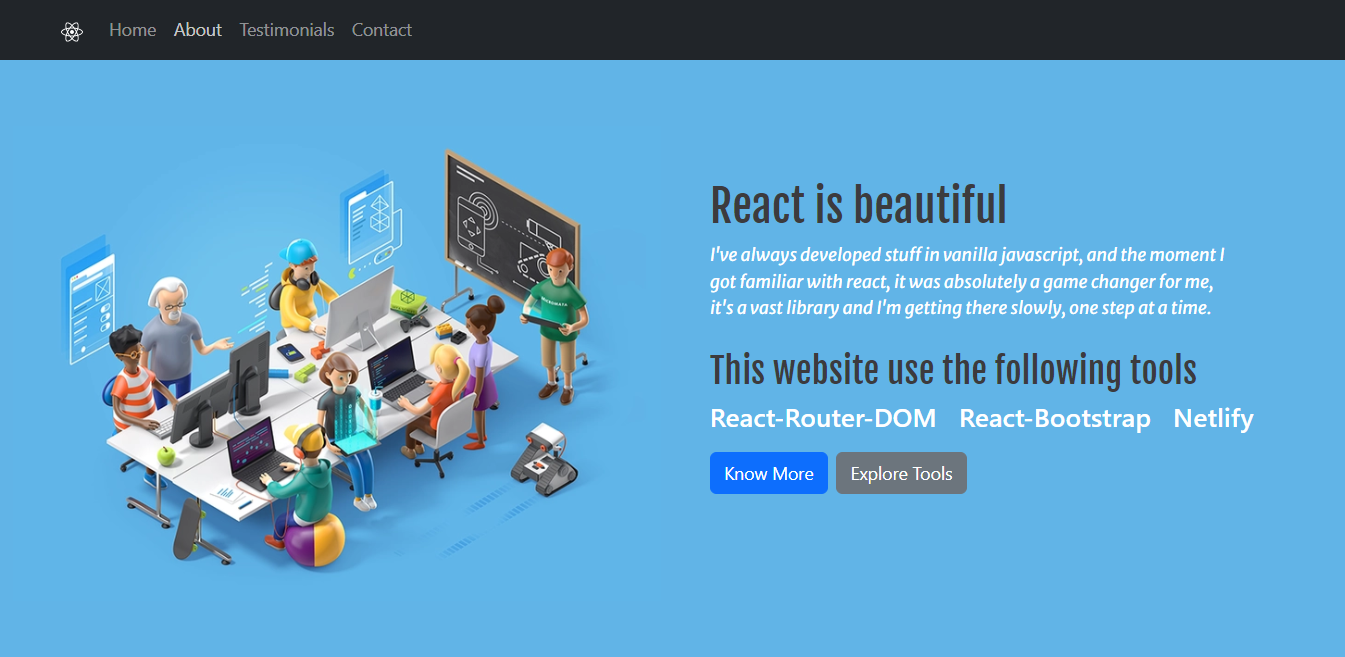 Home About Testimonials Contact
React is beautiful
I've always developed stuff in vanilla javascript, and the moment I
got familiar with react, it was absolutely a game changer for me,
it's a vast library and I'm getting there slowly, one step at a time.
This website use the following tools
React-Router-DOM React-Bootstrap Netlify
Know More Explore Tools